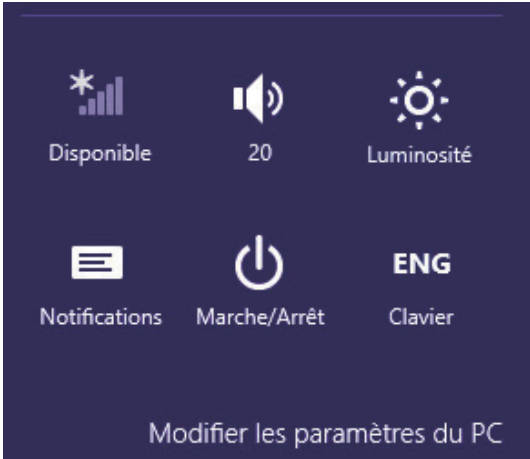 Disponible
20
Luminosité
Notifications
Marche/Arrêt
ENG
Clavier
Modifier les paramètres du PC